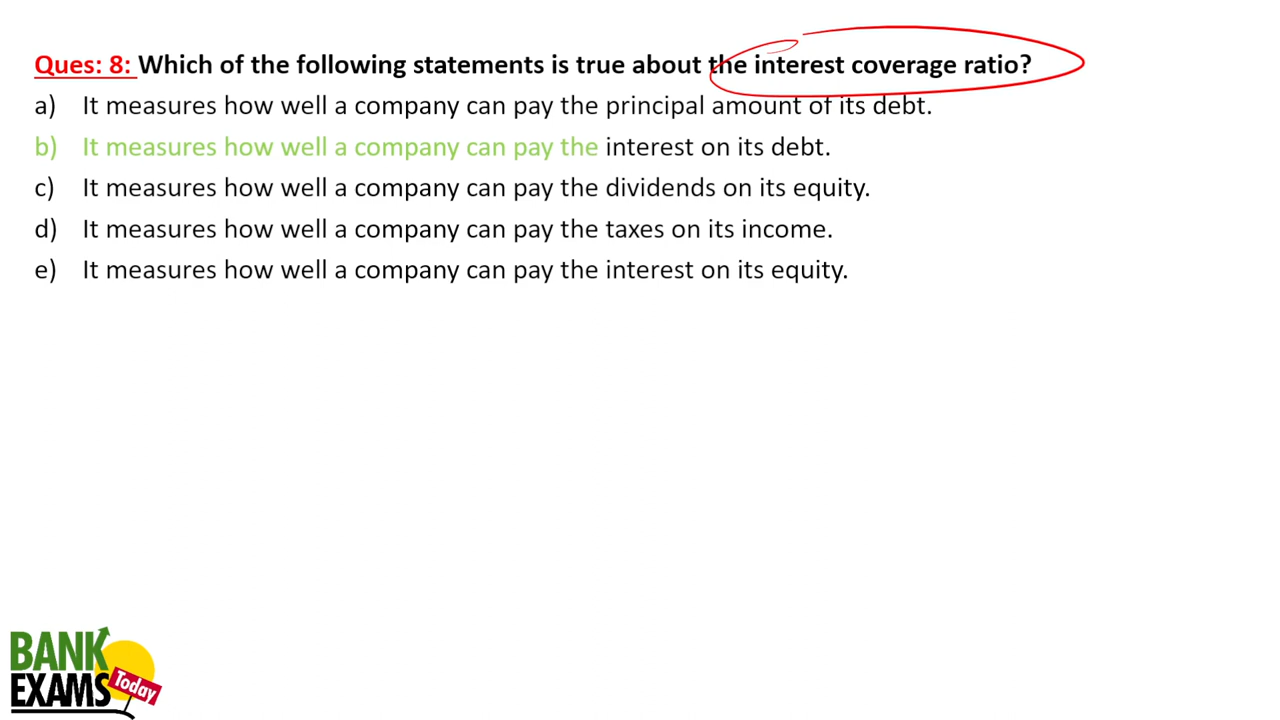 Ques: 8: Which of the following statements is true about the interest coverage ratio?
a) It measures how well a company can pay the principal amount of its debt.
b) It measures how well a company can pay the interest on its debt.
c) It measures how well a company can pay the dividends on its equity.
d) It measures how well a company can pay the taxes on its income.
e) It measures how well a company can pay the interest on its equity.
BANK
EXAMS
Today